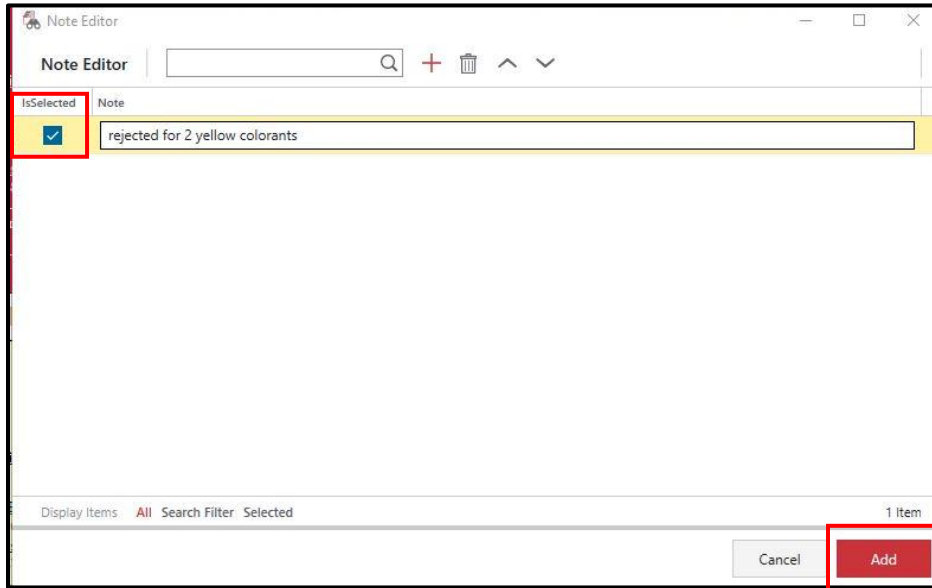 Note Editor
Note Editor
IsSelected Note
rejected for 2 yellow colorants
Display Items All Search Filter Selected 1 Item
Cancel Add